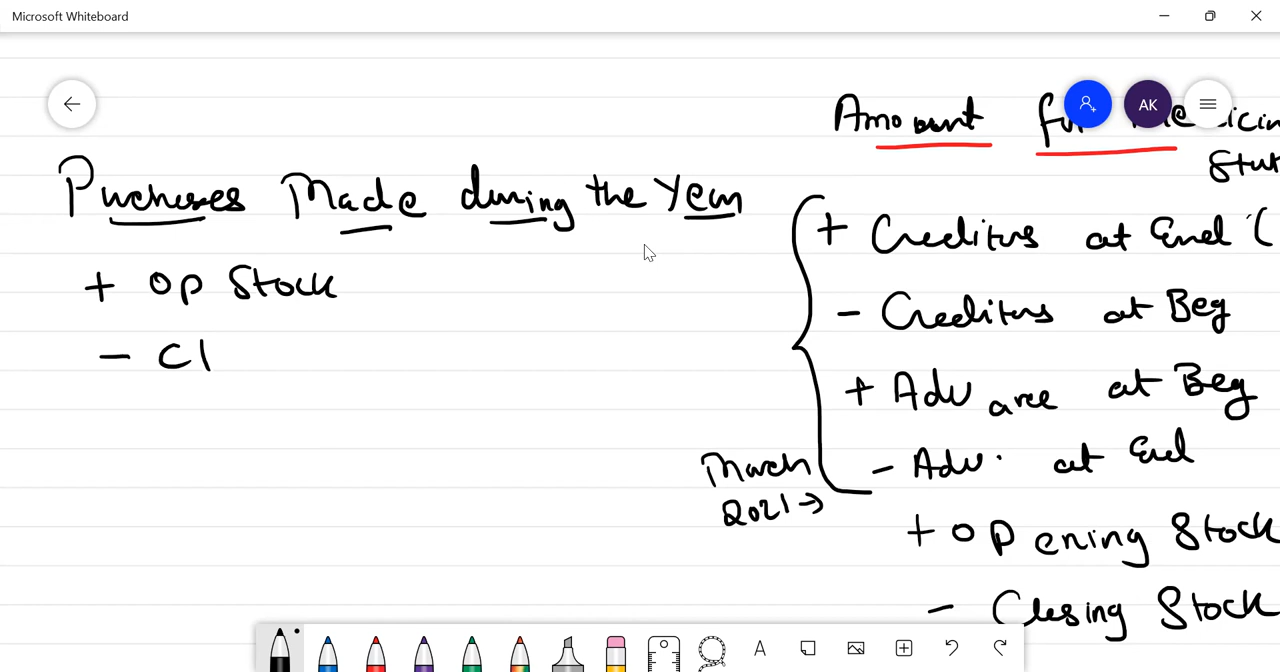 Microsoft Whiteboard
AK
Purchases Made during the Year
+ Op Stock
- Cl
Amount for
+ Creditors at End (
- Creditors at Beg
+ Advance at Beg
- Adv. at End
March
2021 →
+ Opening Stock
- Closing Stock
A